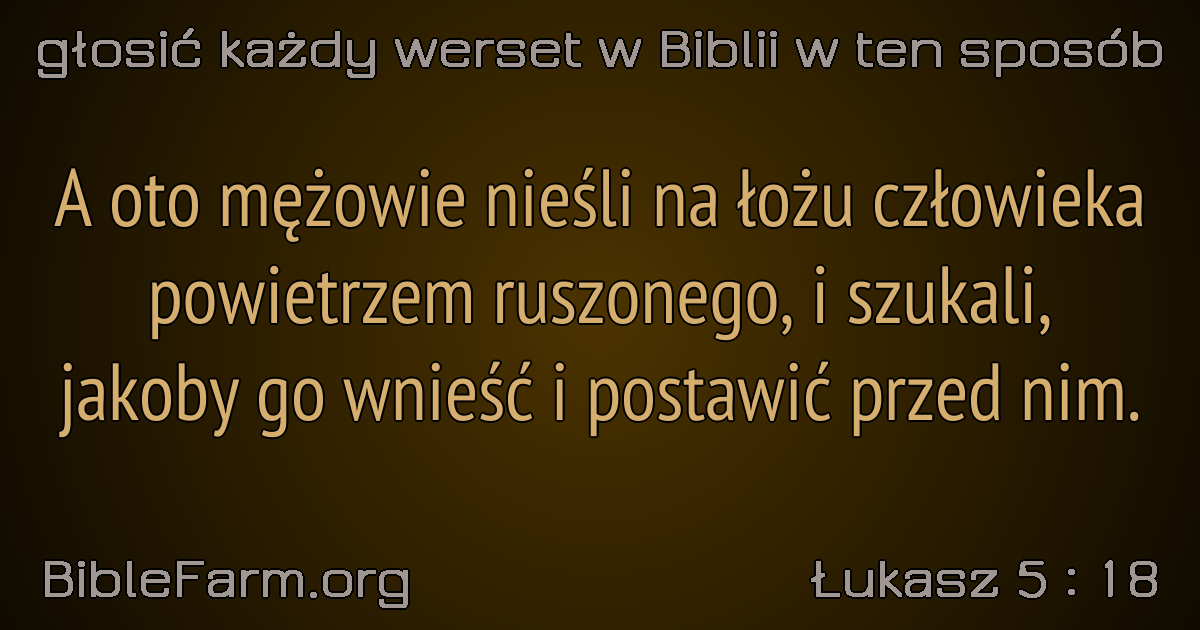 głosić każdy werset w Biblii w ten sposób
A oto mężowie nieśli na łożu człowieka
powietrzem ruszonego, i szukali,
jakoby go wnieść i postawić przed nim.
BibleFarm.org
Łukasz 5 : 18